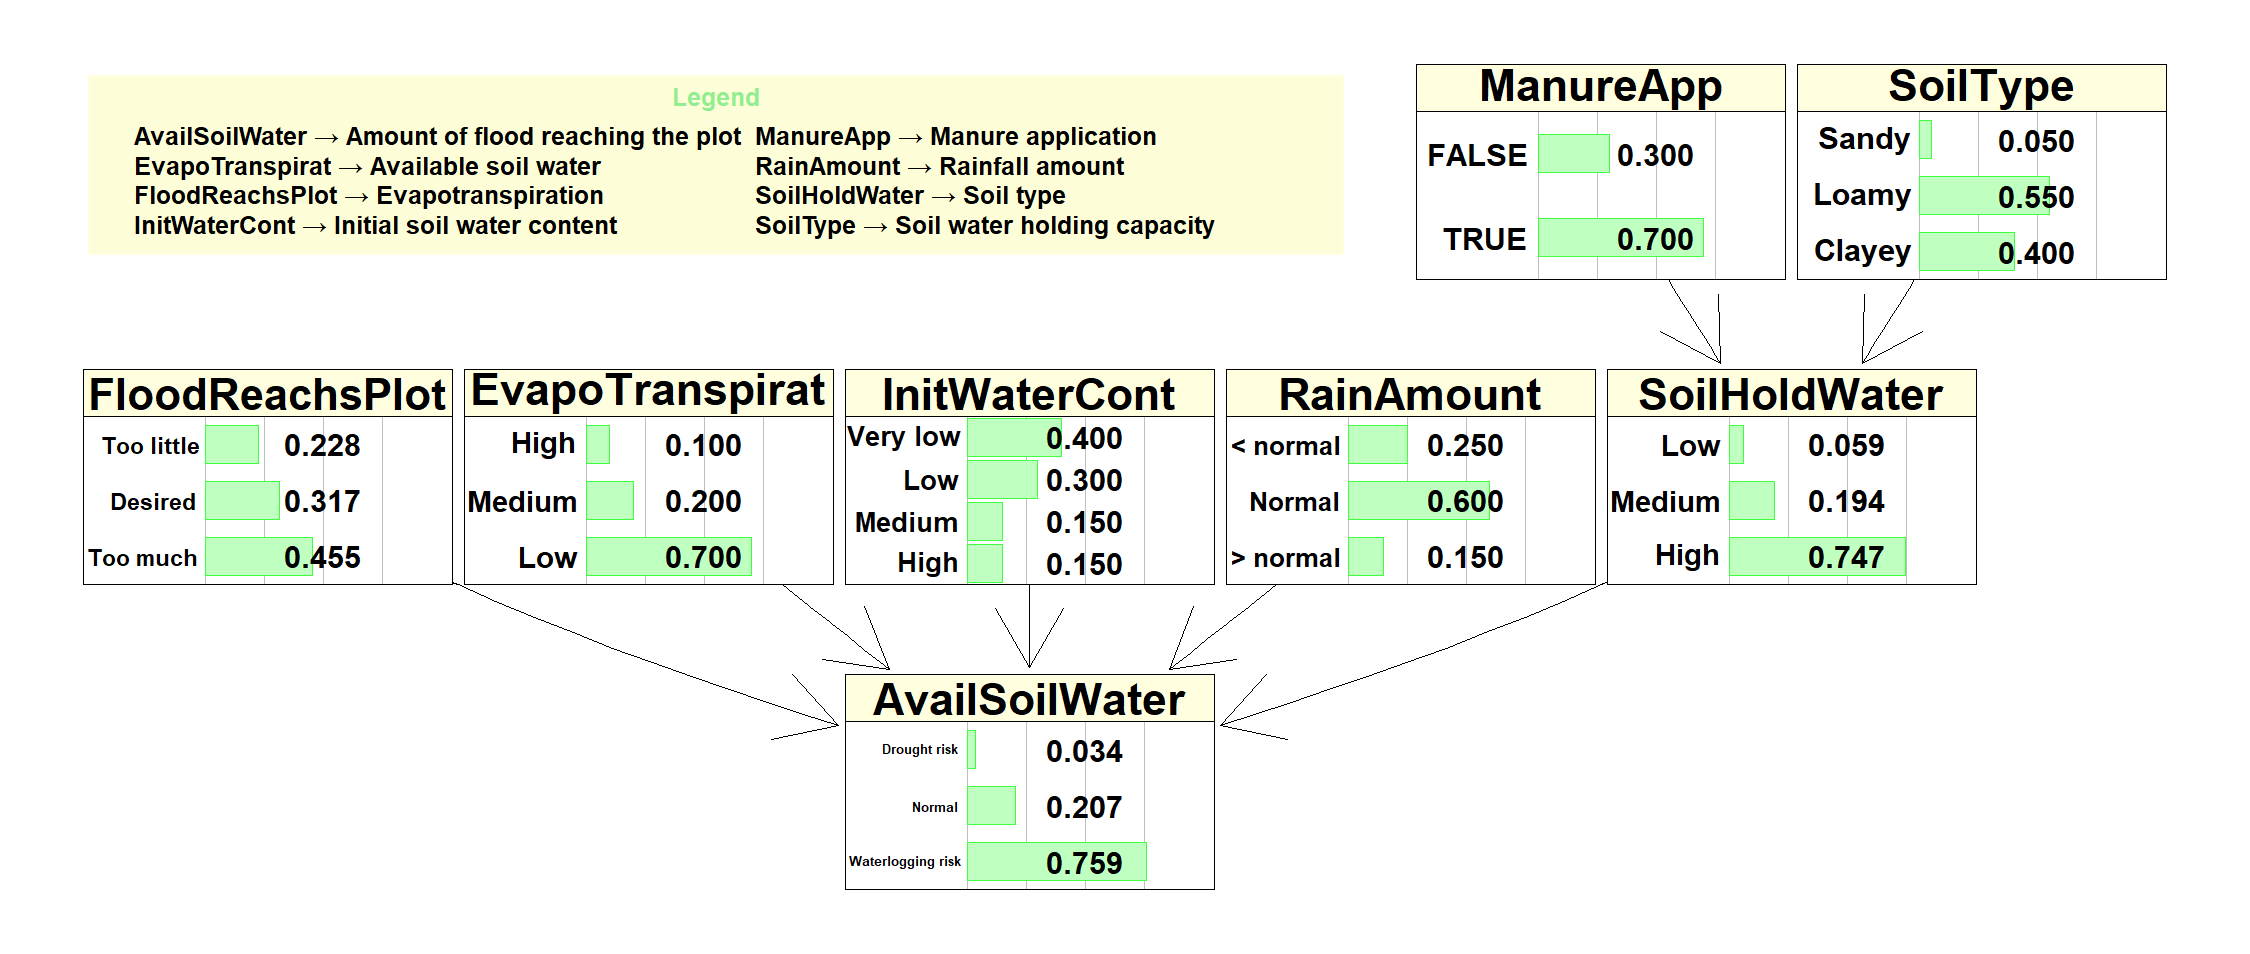 Legend
AvailSoilWater → Amount of flood reaching the plot
EvapoTranspirat → Available soil water
FloodReachsPlot → Evapotranspiration
InitWaterCont → Initial soil water content
ManureApp → Manure application
RainAmount → Rainfall amount
SoilHoldWater → Soil type
SoilType → Soil water holding capacity
ManureApp
FALSE 0.300
TRUE 0.700
SoilType
Sandy 0.050
Loamy 0.550
Clayey 0.400
FloodReachsPlot
Too little 0.228
Desired 0.317
Too much 0.455
EvapoTranspirat
High 0.100
Medium 0.200
Low 0.700
InitWaterCont
Very low 0.400
Low 0.300
Medium 0.150
High 0.150
RainAmount
< normal 0.250
Normal 0.600
> normal 0.150
SoilHoldWater
Low 0.059
Medium 0.194
High 0.747
AvailSoilWater
Drought risk 0.034
Normal 0.207
Waterlogging risk 0.759